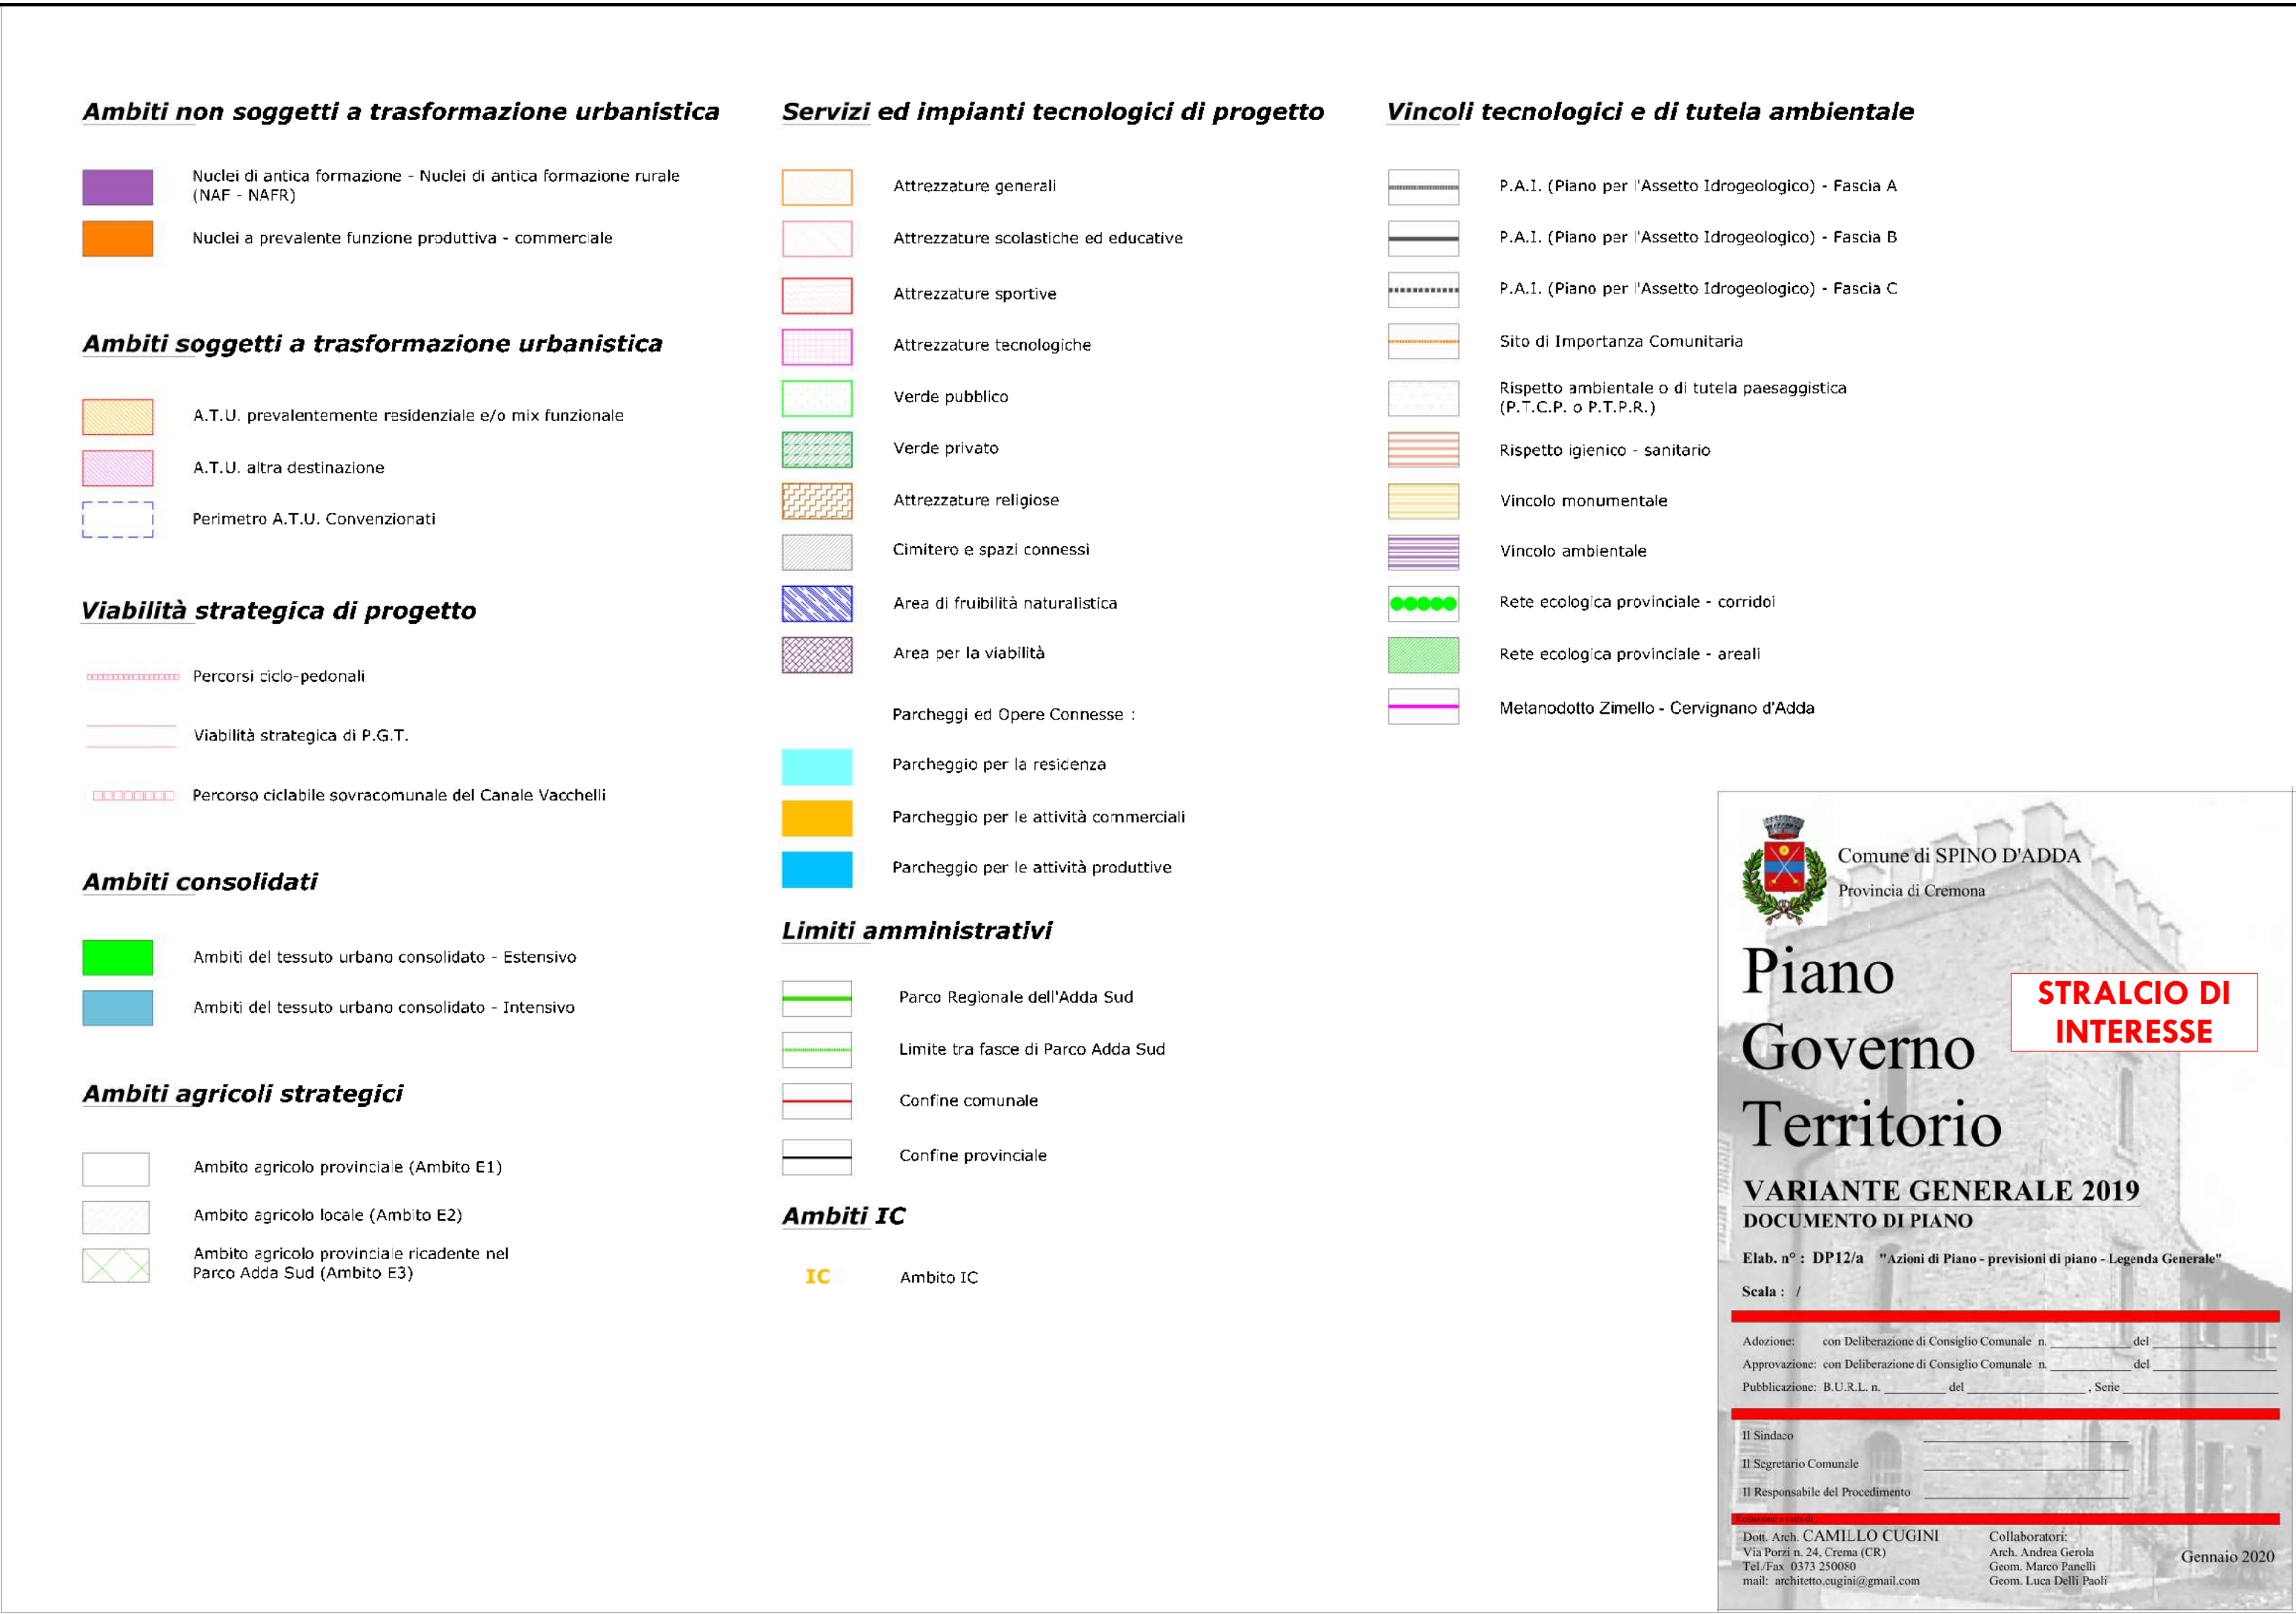 Ambiti non soggetti a trasformazione urbanistica
Nuclei di antica formazione - Nuclei di antica formazione rurale
(NAF - NAFR)
Nuclei a prevalente funzione produttiva - commerciale
Ambiti soggetti a trasformazione urbanistica
A.T.U. prevalentemente residenziale e/o mix funzionale
A.T.U. altra destinazione
Perimetro A.T.U. Convenzionati
Viabilità strategica di progetto
Percorsi ciclo-pedonali
Viabilità strategica di P.G.T.
Percorso ciclabile sovracomunale del Canale Vacchelli
Ambiti consolidati
Ambiti del tessuto urbano consolidato - Estensivo
Ambiti del tessuto urbano consolidato - Intensivo
Ambiti agricoli strategici
Ambito agricolo provinciale (Ambito E1)
Ambito agricolo locale (Ambito E2)
Ambito agricolo provinciale ricadente nel
Parco Adda Sud (Ambito E3)
Servizi ed impianti tecnologici di progetto
Attrezzature generali
Attrezzature scolastiche ed educative
Attrezzature sportive
Attrezzature tecnologiche
Verde pubblico
Verde privato
Attrezzature religiose
Cimitero e spazi connessi
Area di fruibilità naturalistica
Area per la viabilità
Parcheggi ed Opere Connesse :
Parcheggio per la residenza
Parcheggio per le attività commerciali
Parcheggio per le attività produttive
Limiti amministrativi
Parco Regionale dell'Adda Sud
Limite tra fasce di Parco Adda Sud
Confine comunale
Confine provinciale
Ambiti IC
IC Ambito IC
Vincoli tecnologici e di tutela ambientale
P.A.I. (Piano per l'Assetto Idrogeologico) - Fascia A
P.A.I. (Piano per l'Assetto Idrogeologico) - Fascia B
P.A.I. (Piano per l'Assetto Idrogeologico) - Fascia C
Sito di Importanza Comunitaria
Rispetto ambientale o di tutela paesaggistica
(P.T.C.P. o P.T.P.R.)
Rispetto igienico - sanitario
Vincolo monumentale
Vincolo ambientale
Rete ecologica provinciale - corridoi
Rete ecologica provinciale - areali
Metanodotto Zimello - Cervignano d'Adda
Comune di SPINO D'ADDA
Provincia di Cremona
Piano
Governo
Territorio
STRALCIO DI
INTERESSE
VARIANTE GENERALE 2019
DOCUMENTO DI PIANO
Elab. n° : DP12/a "Azioni di Piano - previsioni di piano - Legenda Generale"
Scala : /
Adozione: con Deliberazione di Consiglio Comunale n. __________ del __________
Approvazione: con Deliberazione di Consiglio Comunale n. __________ del __________
Pubblicazione: B.U.R.L. n. __________ del __________ , Serie __________
Il Sindaco
Il Segretario Comunale
Il Responsabile del Procedimento
Redazione a cura di :
Dott. Arch. CAMILLO CUGINI
Via Porzi n. 24, Crema (CR)
Tel./Fax 0373 250080
mail: architetto.cugini@gmail.com
Collaboratori:
Arch. Andrea Gerola
Geom. Marco Panelli
Geom. Luca Delli Paoli
Gennaio 2020